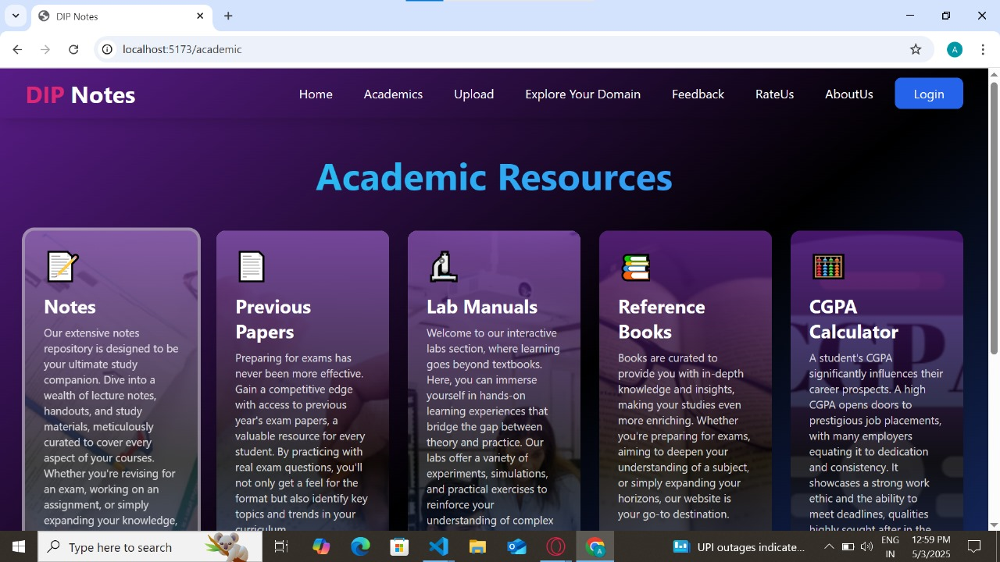 DIP Notes
localhost:5173/academic
A
DIP Notes
Home
Academics
Upload
Explore Your Domain
Feedback
RateUs
AboutUs
Login
Academic Resources
Notes
Our extensive notes
repository is designed to be
your ultimate study
companion. Dive into a
wealth of lecture notes,
handouts, and study
materials, meticulously
curated to cover every
aspect of your courses.
Whether you're revising for
an exam, working on an
assignment, or simply
expanding your knowledge,
Previous
Papers
Preparing for exams has
never been more effective.
Gain a competitive edge
with access to previous
year's exam papers, a
valuable resource for every
student. By practicing with
real exam questions, you'll
not only get a feel for the
format but also identify key
topics and trends in your
curriculum.
Lab Manuals
Welcome to our interactive
labs section, where learning
goes beyond textbooks.
Here, you can immerse
yourself in hands-on
learning experiences that
bridge the gap between
theory and practice. Our
labs offer a variety of
experiments, simulations,
and practical exercises to
reinforce your
understanding of complex
Reference
Books
Books are curated to
provide you with in-depth
knowledge and insights,
making your studies even
more enriching. Whether
you're preparing for exams,
aiming to deepen your
understanding of a subject,
or simply expanding your
horizons, our website is
your go-to destination.
CGPA
Calculator
A student's CGPA
significantly influences their
career prospects. A high
CGPA opens doors to
prestigious job placements,
with many employers
equating it to dedication
and consistency. It
showcases a strong work
ethic and the ability to
meet deadlines, qualities
highly sought after in the
CGPA
Type here to search
A
UPI outages indicate...
ENG
IN
12:59 PM
5/3/2025